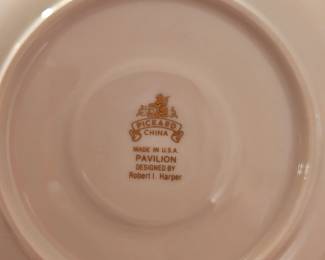 PICKARD
CHINA
MADE IN U.S.A.
PAVILION
DESIGNED BY
Robert I. Harper